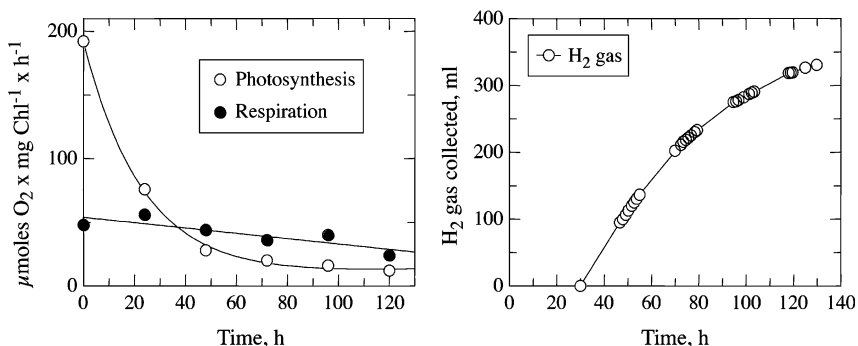 µmoles O2 x mg Chl-1 x h-1
200
100
0
Photosynthesis
Respiration
0 20 40 60 80 100 120
Time, h
H2 gas collected, ml
400
300
200
100
0
H2 gas
0 20 40 60 80 100 120 140
Time, h